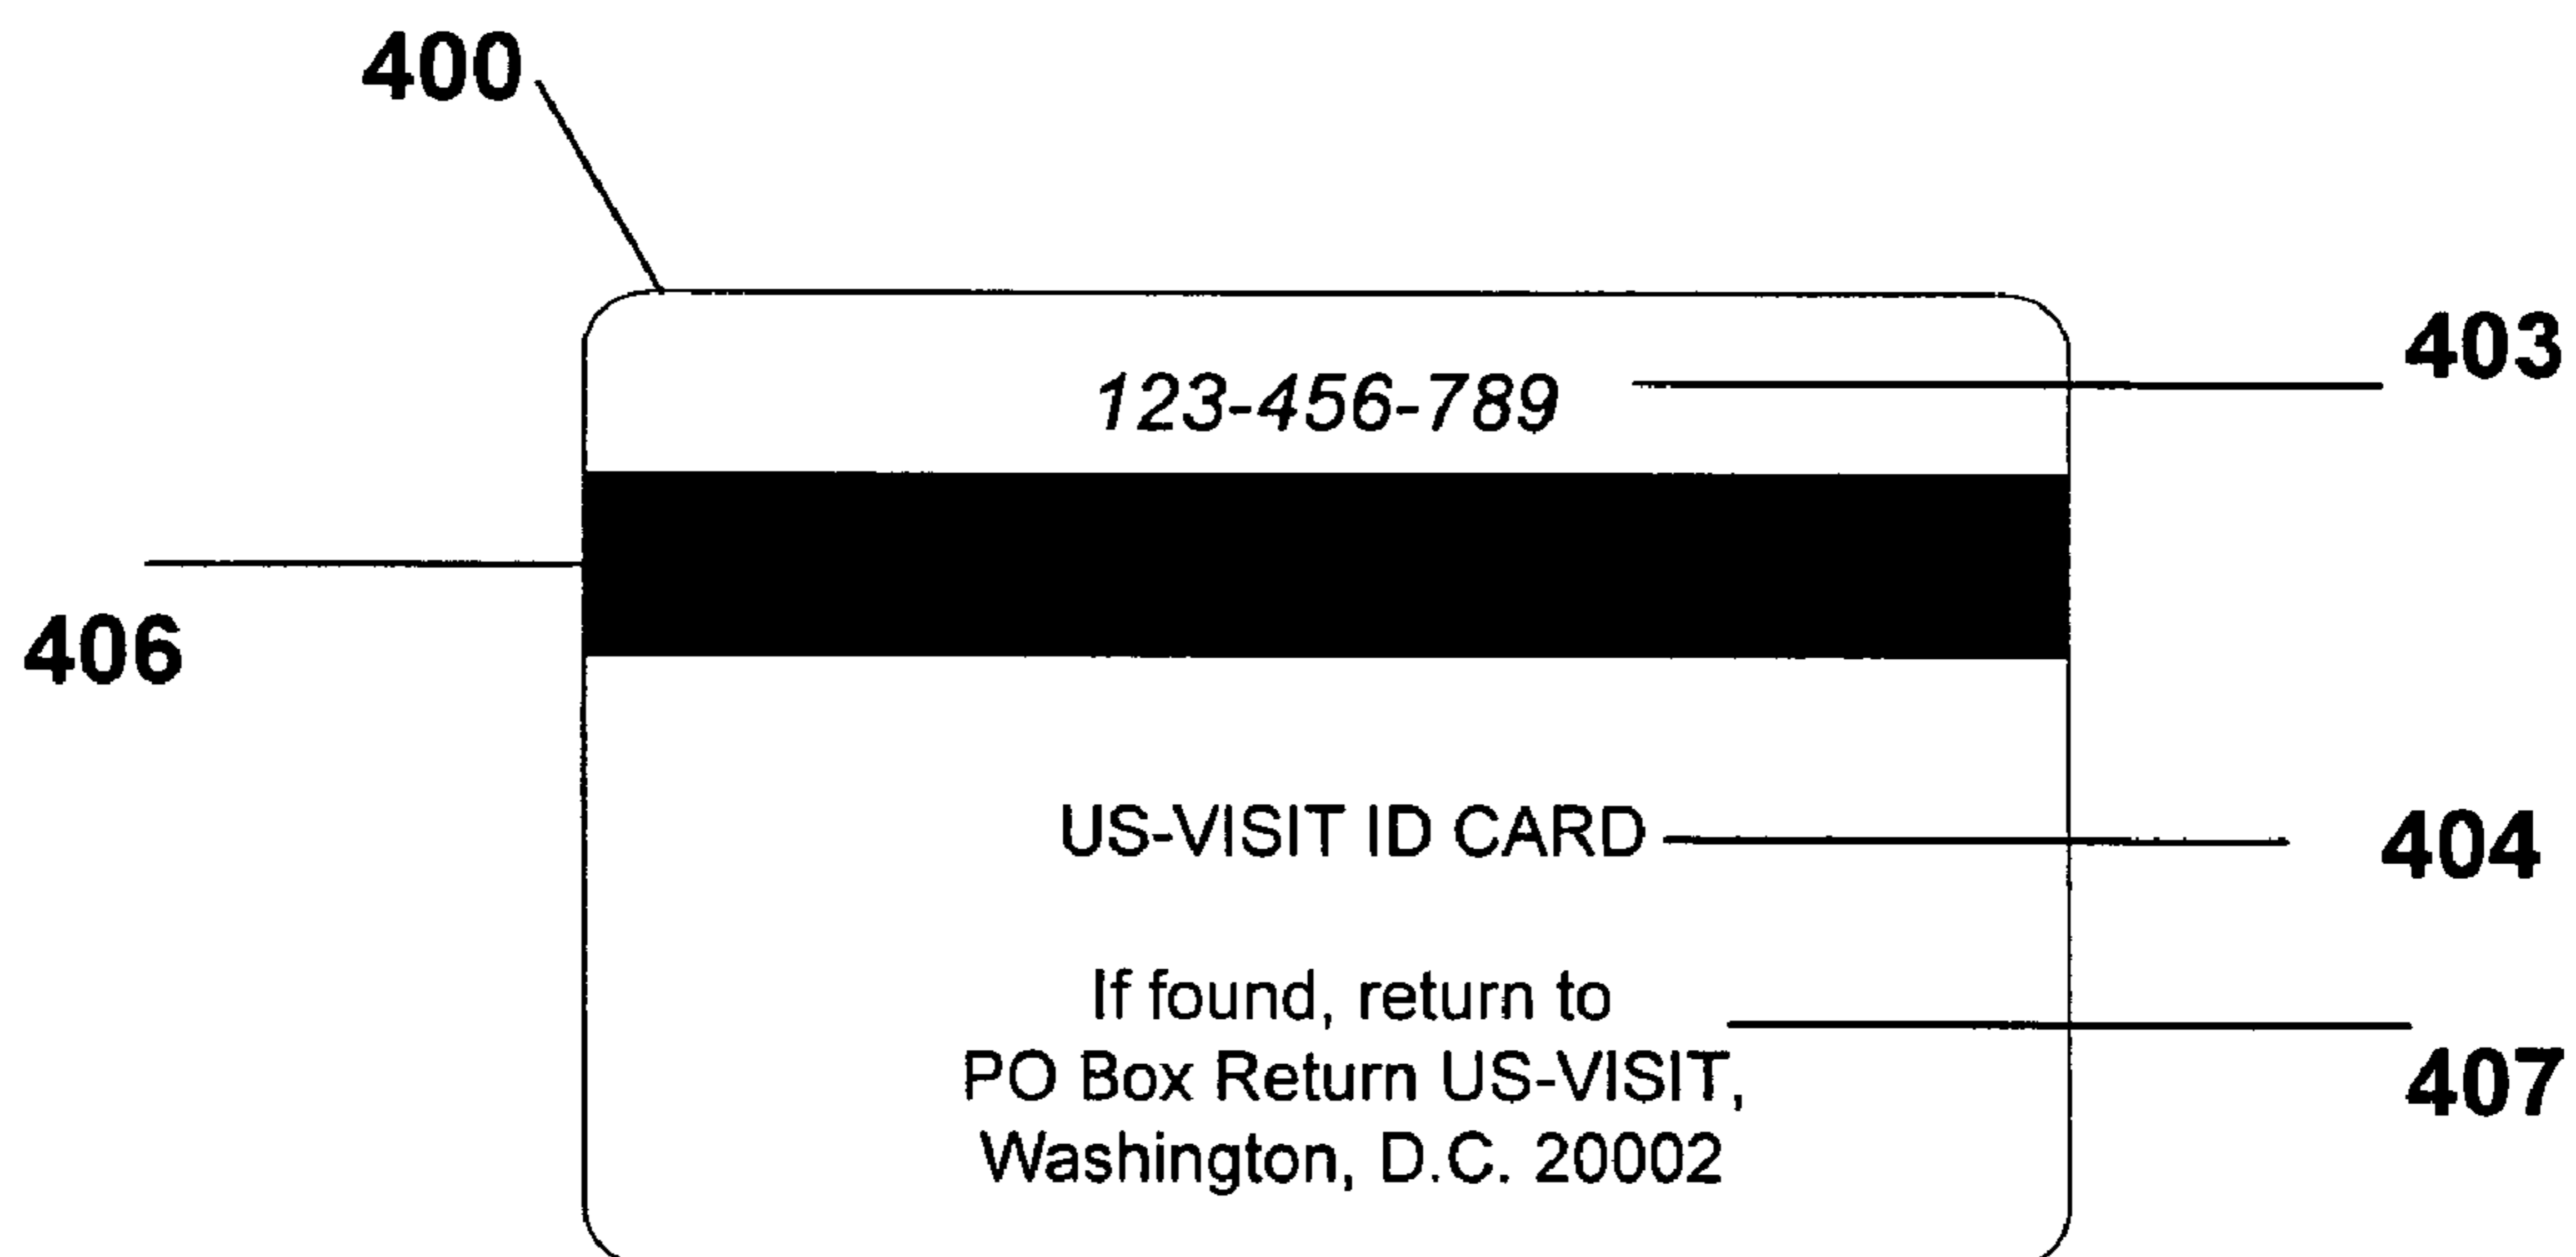 400
403
123-456-789
406
US-VISIT ID CARD
404
If found, return to
PO Box Return US-VISIT,
Washington, D.C. 20002
407